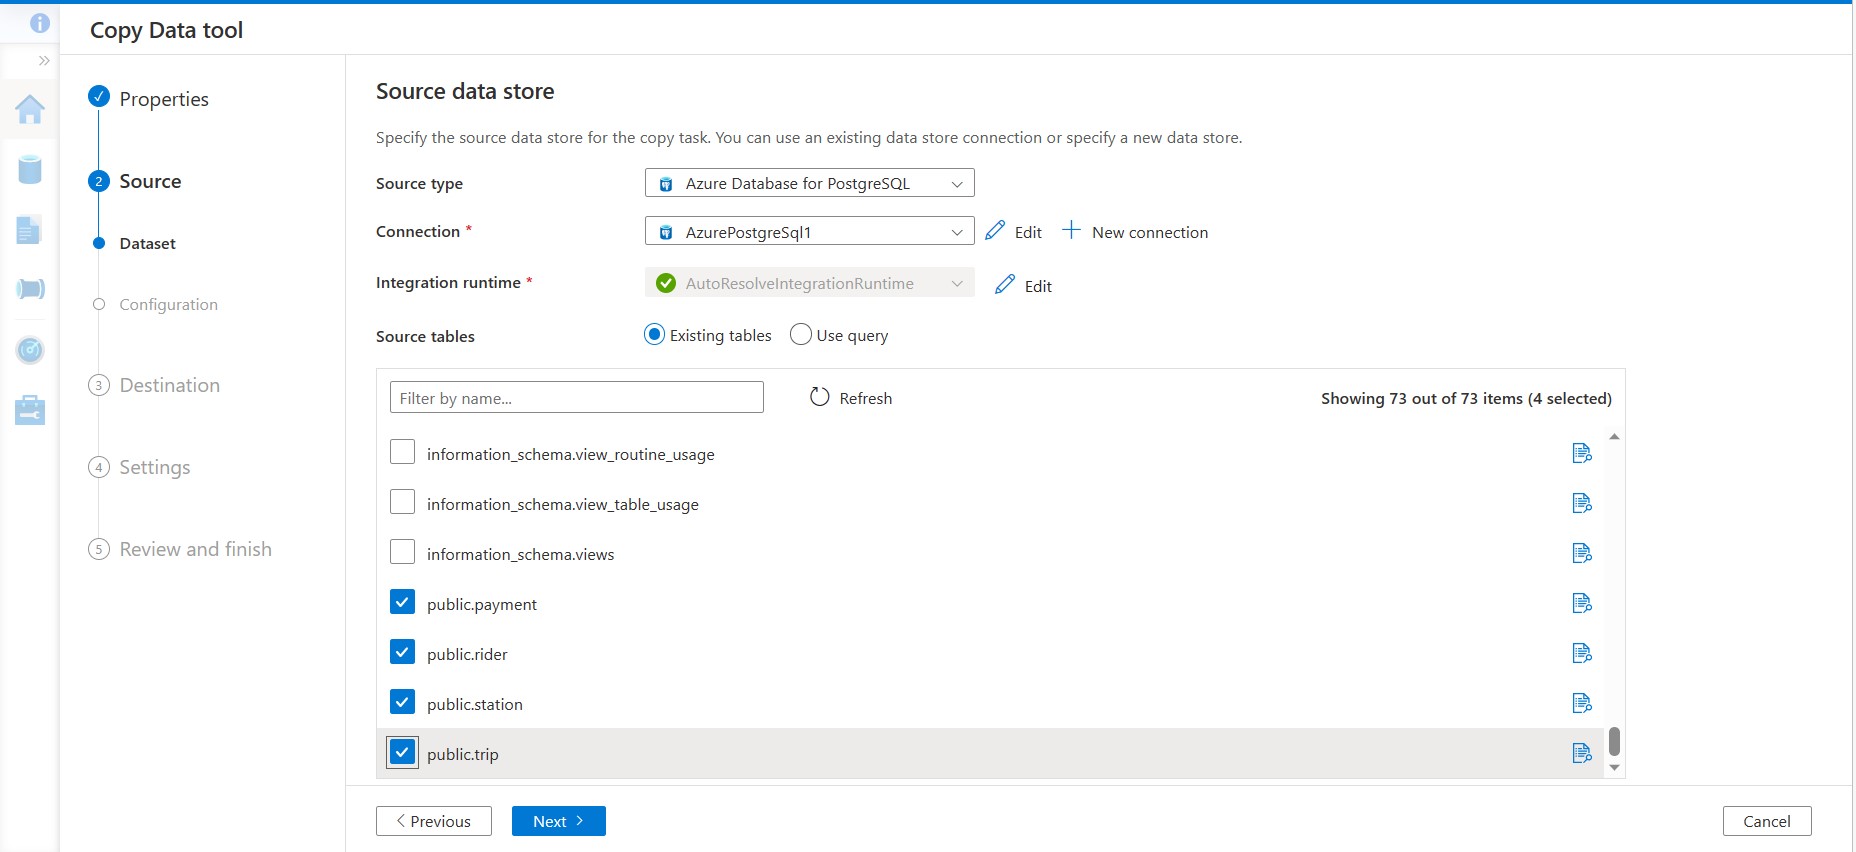 Copy Data tool
Properties
2 Source
Dataset
Configuration
3 Destination
4 Settings
5 Review and finish
Source data store
Specify the source data store for the copy task. You can use an existing data store connection or specify a new data store.
Source type Azure Database for PostgreSQL
Connection * AzurePostgreSql1 Edit New connection
Integration runtime * AutoResolveIntegrationRuntime Edit
Source tables Existing tables Use query
Filter by name... Refresh Showing 73 out of 73 items (4 selected)
information_schema.view_routine_usage
information_schema.view_table_usage
information_schema.views
public.payment
public.rider
public.station
public.trip
Previous Next Cancel